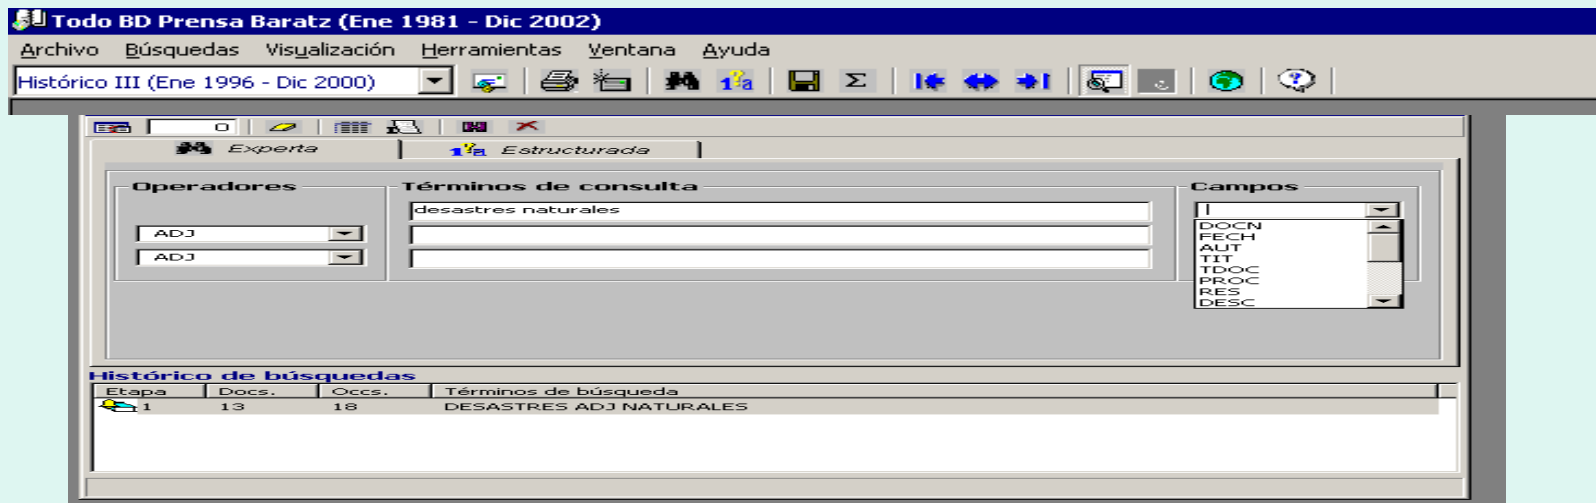 Todo BD Prensa Baratz (Ene 1981 - Dic 2002)
Archivo Búsquedas Visualización Herramientas Ventana Ayuda
Histórico III (Ene 1996 - Dic 2000) 1?a Σ
0
Experta 1?a Estructurada
Operadores Términos de consulta Campos
desastres naturales
ADJ
ADJ
DOCN
FECH
AUT
TIT
TDOC
PROC
RES
DESC
Histórico de búsquedas
Etapa Docs. Occs. Términos de búsqueda
1 13 18 DESASTRES ADJ NATURALES